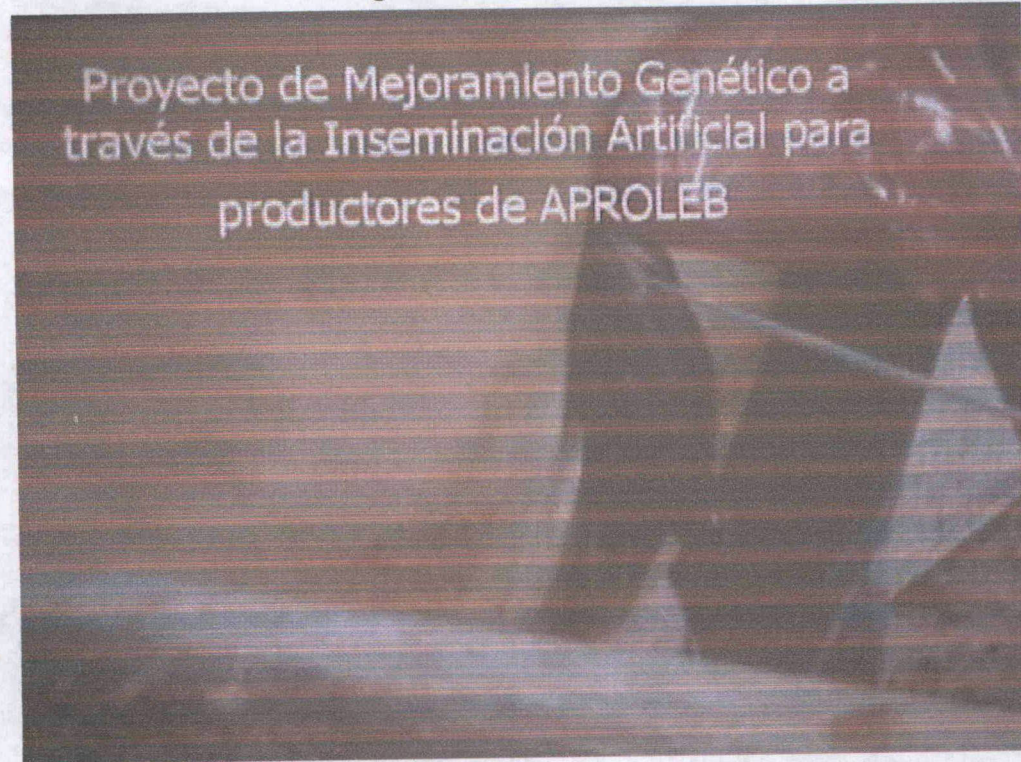 Proyecto de Mejoramiento Genético a
través de la Inseminación Artificial para
productores de APROLEB